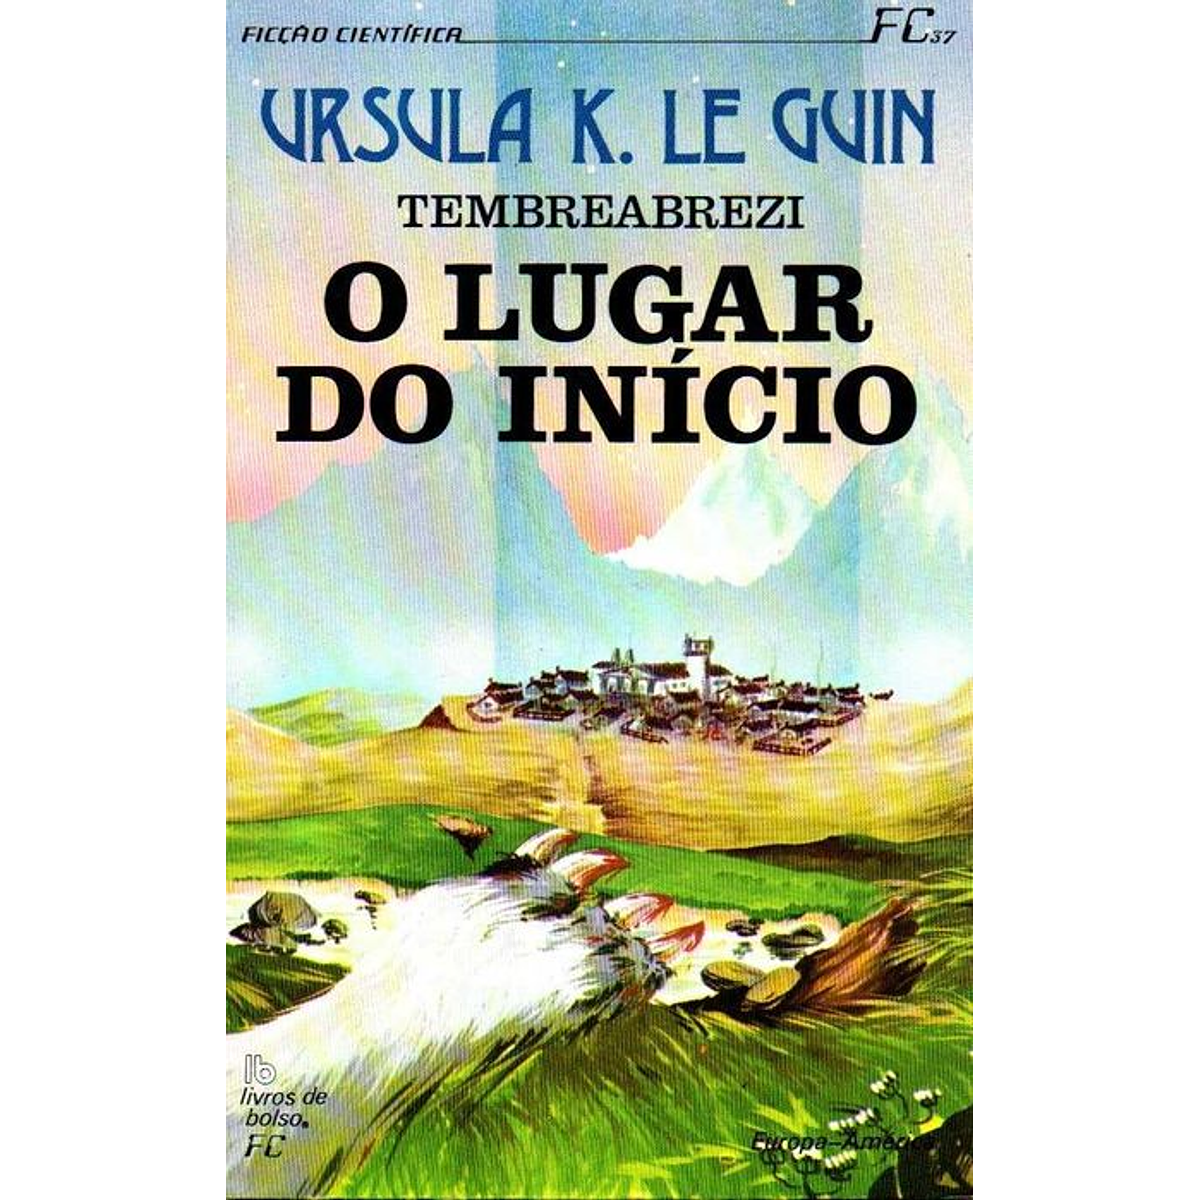 FICÇÃO CIENTÍFICA FC37
URSULA K. LE GUIN
TEMBREABREZI
O LUGAR
DO INÍCIO
lb
livros de
bolso.
FC
Europa-América